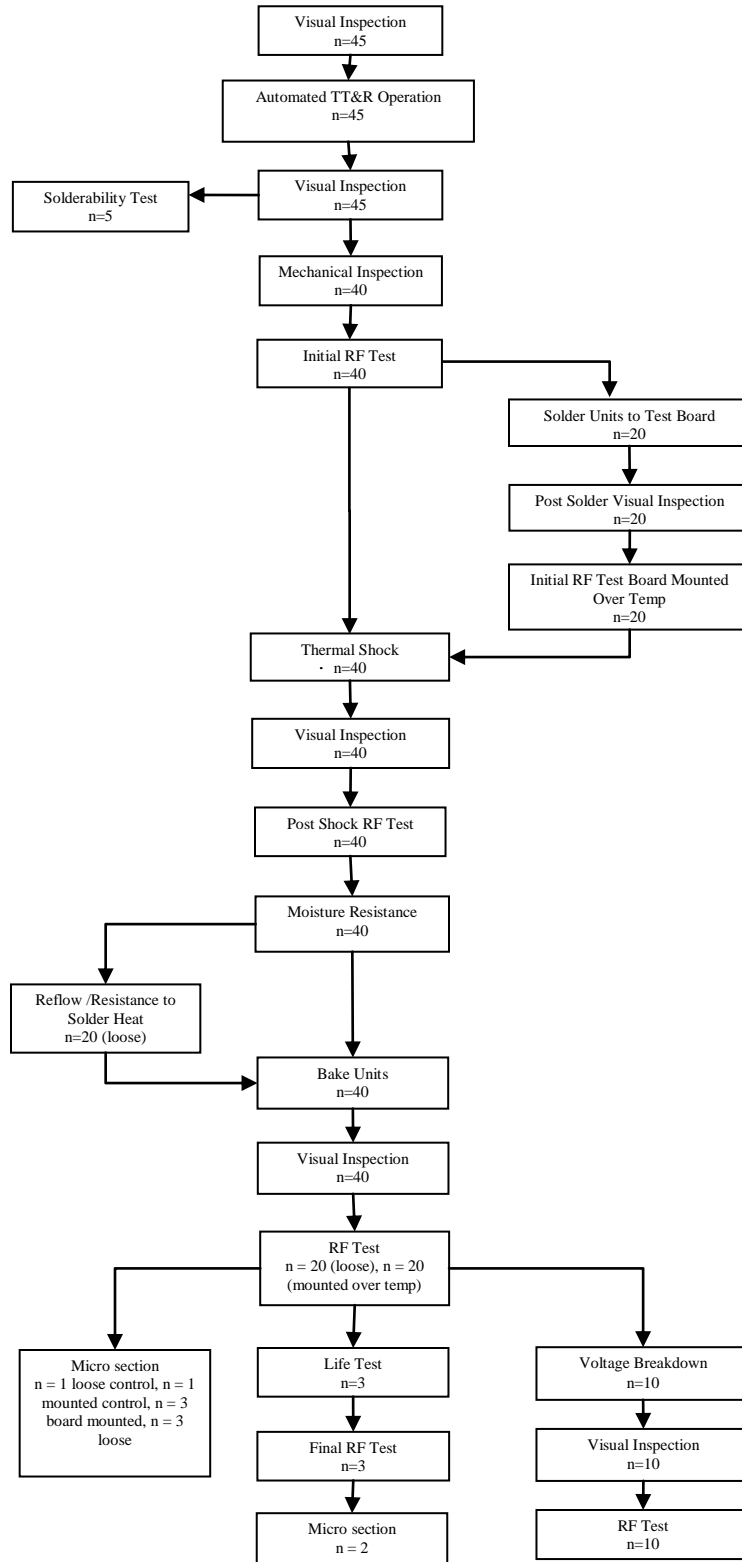 Visual Inspection
n=45
Automated TT&R Operation
n=45
Solderability Test
n=5
Visual Inspection
n=45
Mechanical Inspection
n=40
Initial RF Test
n=40
Solder Units to Test Board
n=20
Post Solder Visual Inspection
n=20
Initial RF Test Board Mounted
Over Temp
n=20
Thermal Shock
· n=40
Visual Inspection
n=40
Post Shock RF Test
n=40
Moisture Resistance
n=40
Reflow /Resistance to
Solder Heat
n=20 (loose)
Bake Units
n=40
Visual Inspection
n=40
RF Test
n = 20 (loose), n = 20
(mounted over temp)
Micro section
n = 1 loose control, n = 1
mounted control, n = 3
board mounted, n = 3
loose
Life Test
n=3
Voltage Breakdown
n=10
Final RF Test
n=3
Visual Inspection
n=10
Micro section
n = 2
RF Test
n=10